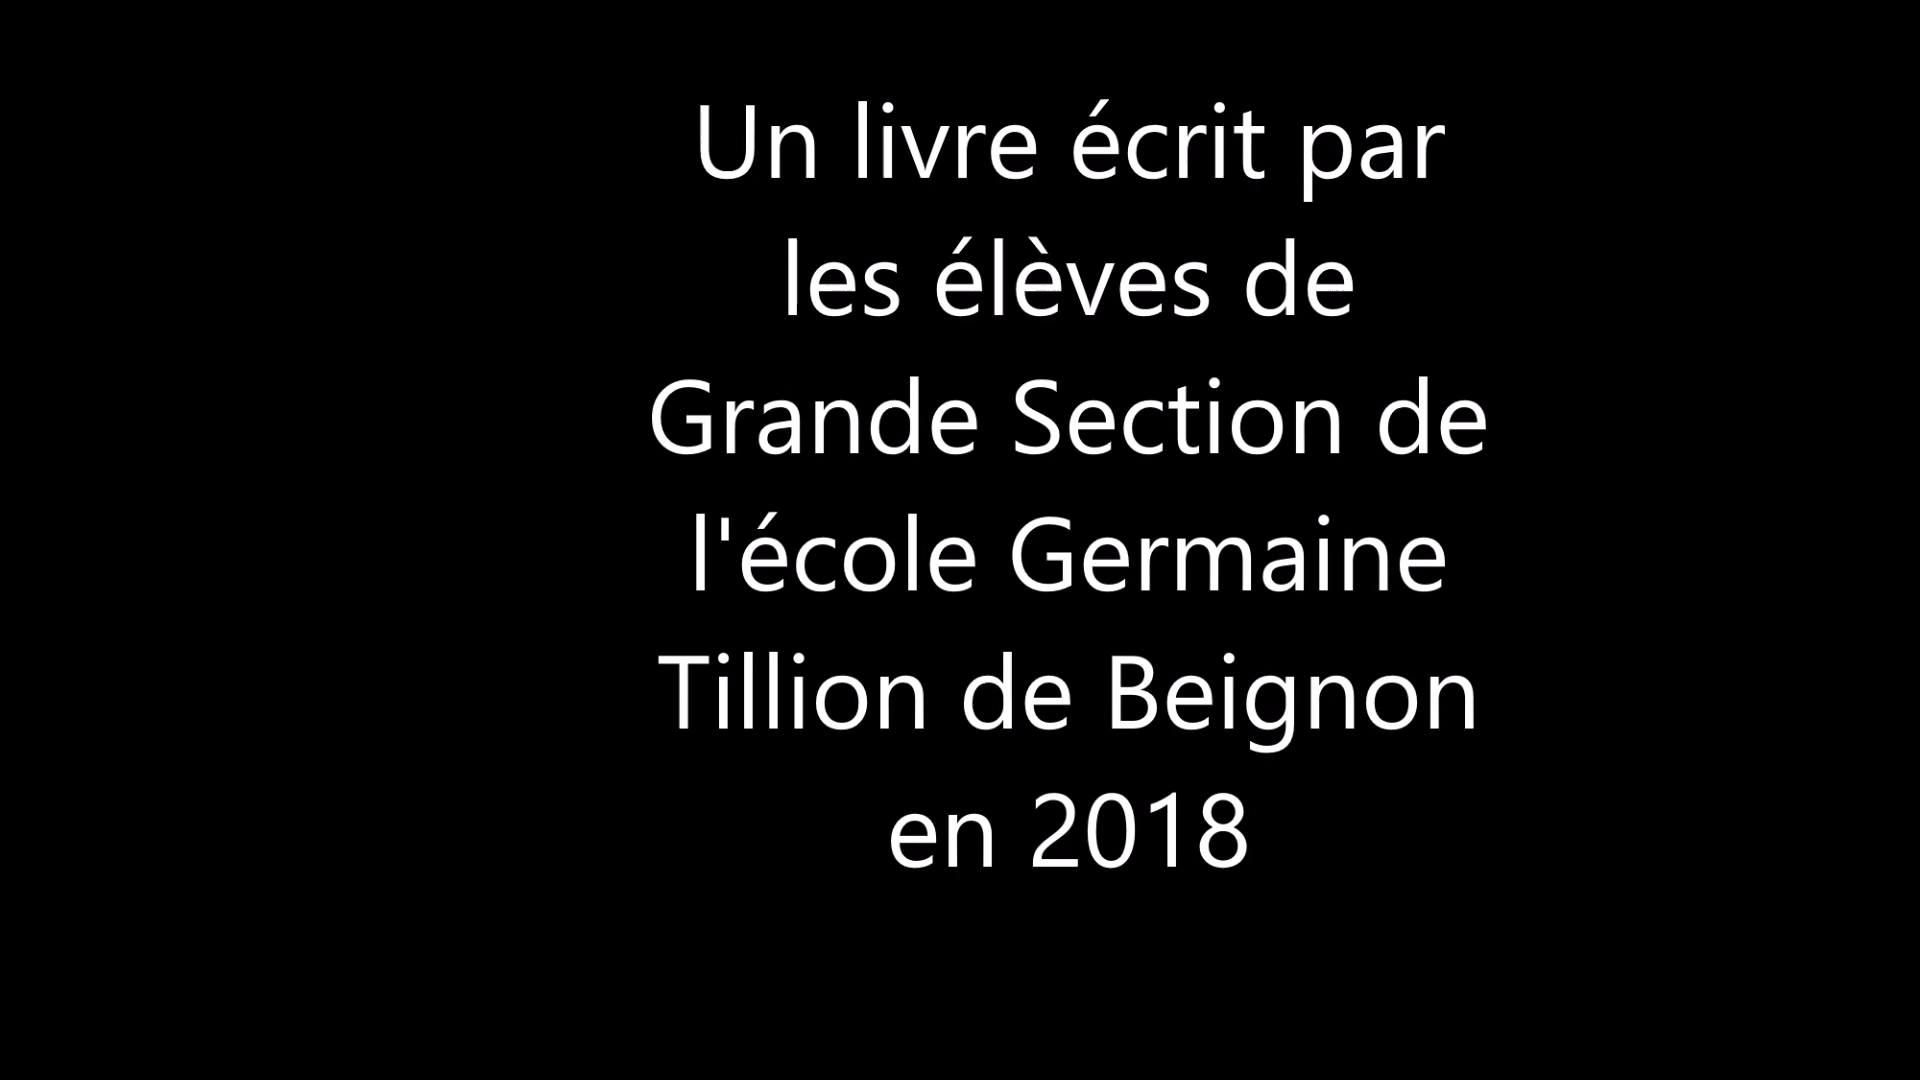 Un livre écrit par
les élèves de
Grande Section de
l'école Germaine
Tillion de Beignon
en 2018